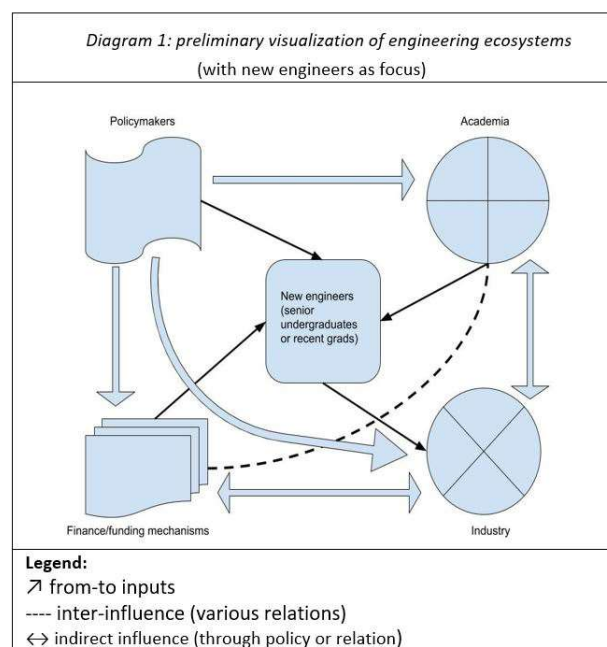 Diagram 1: preliminary visualization of engineering ecosystems
(with new engineers as focus)
Policymakers
Academia
New engineers
(senior
undergraduates
or recent grads)
Finance/funding mechanisms
Industry
Legend:
↗ from-to inputs
---- inter-influence (various relations)
↔ indirect influence (through policy or relation)